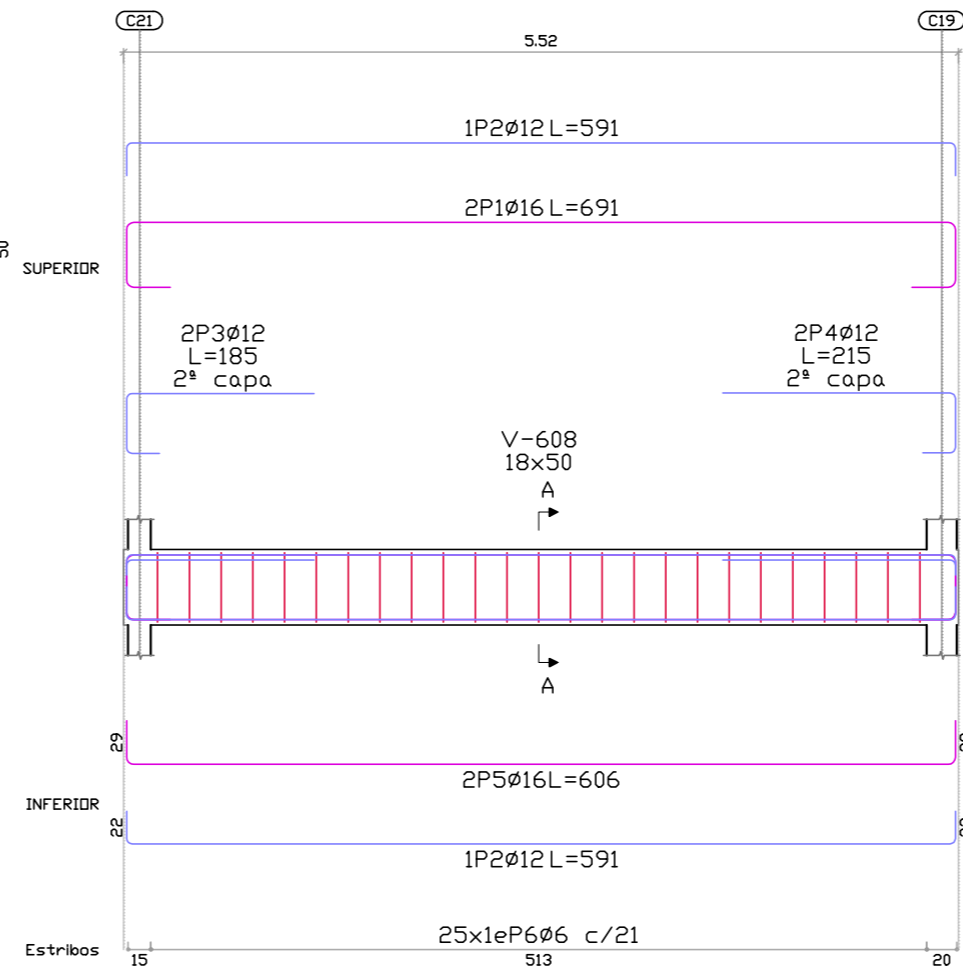 C21
C19
5.52
1P2ø12 L=591
2P1ø16 L=691
50
SUPERIOR
2P3ø12
L=185
2ª capa
2P4ø12
L=215
2ª capa
V-608
18x50
A
A
29
2P5ø16L=606
INFERIOR
22
1P2ø12 L=591
Estribos
25x1eP6ø6 c/21
15
513
20